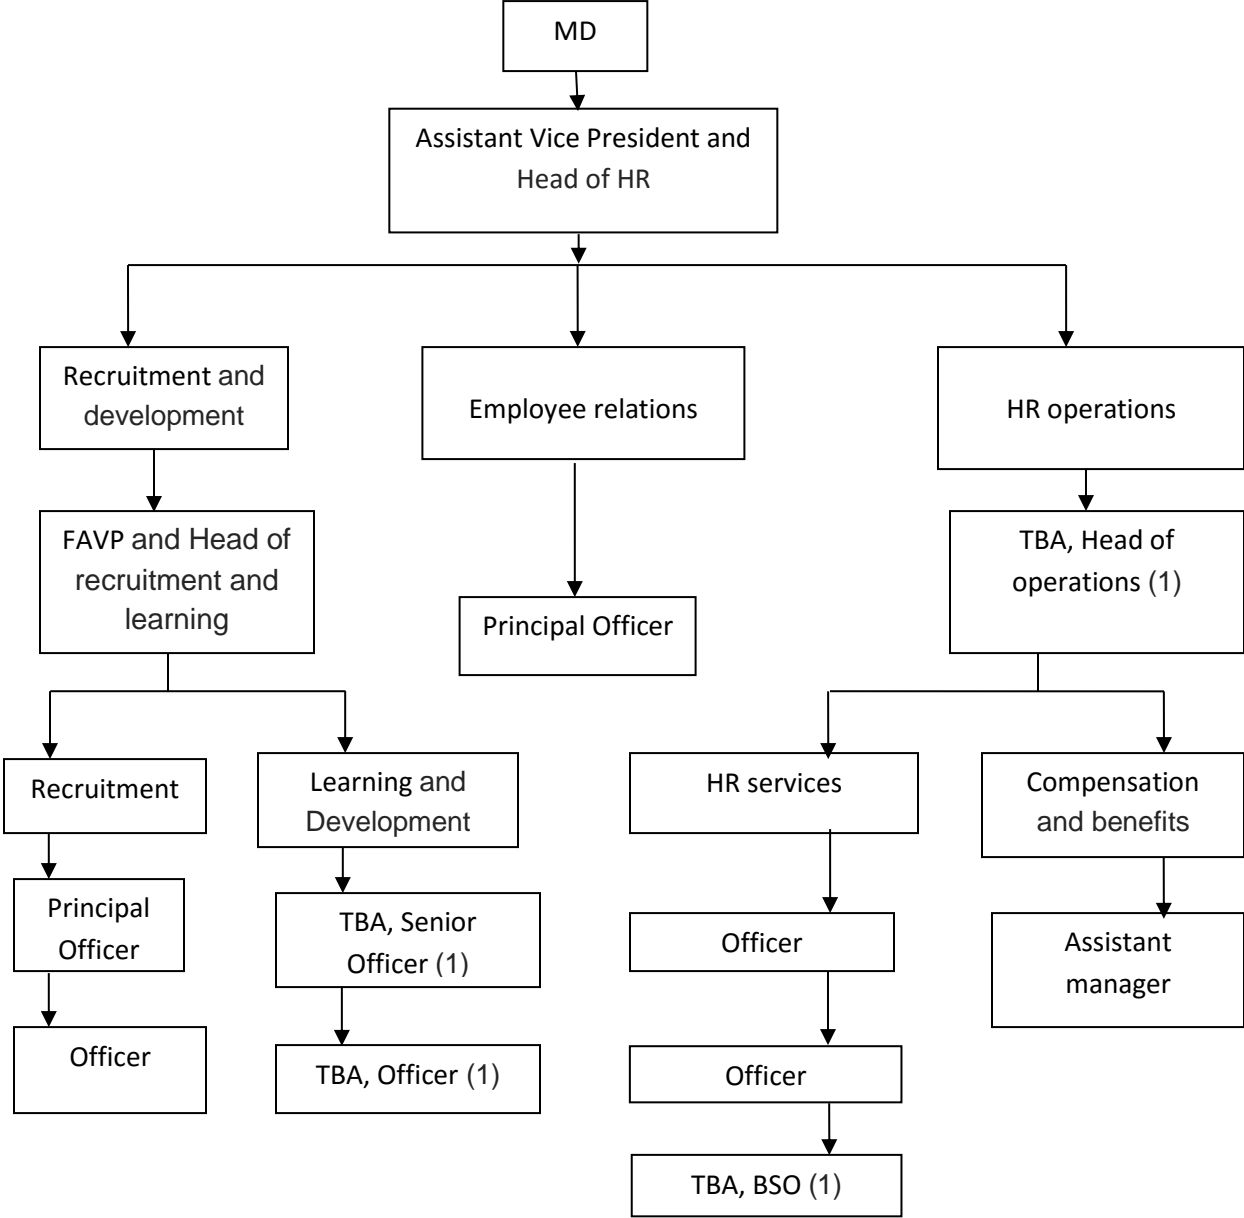 MD
Assistant Vice President and
Head of HR
Recruitment and
development
Employee relations
HR operations
FAVP and Head of
recruitment and
learning
Principal Officer
TBA, Head of
operations (1)
Recruitment
Learning and
Development
HR services
Compensation
and benefits
Principal
Officer
TBA, Senior
Officer (1)
Officer
Assistant
manager
Officer
TBA, Officer (1)
Officer
TBA, BSO (1)